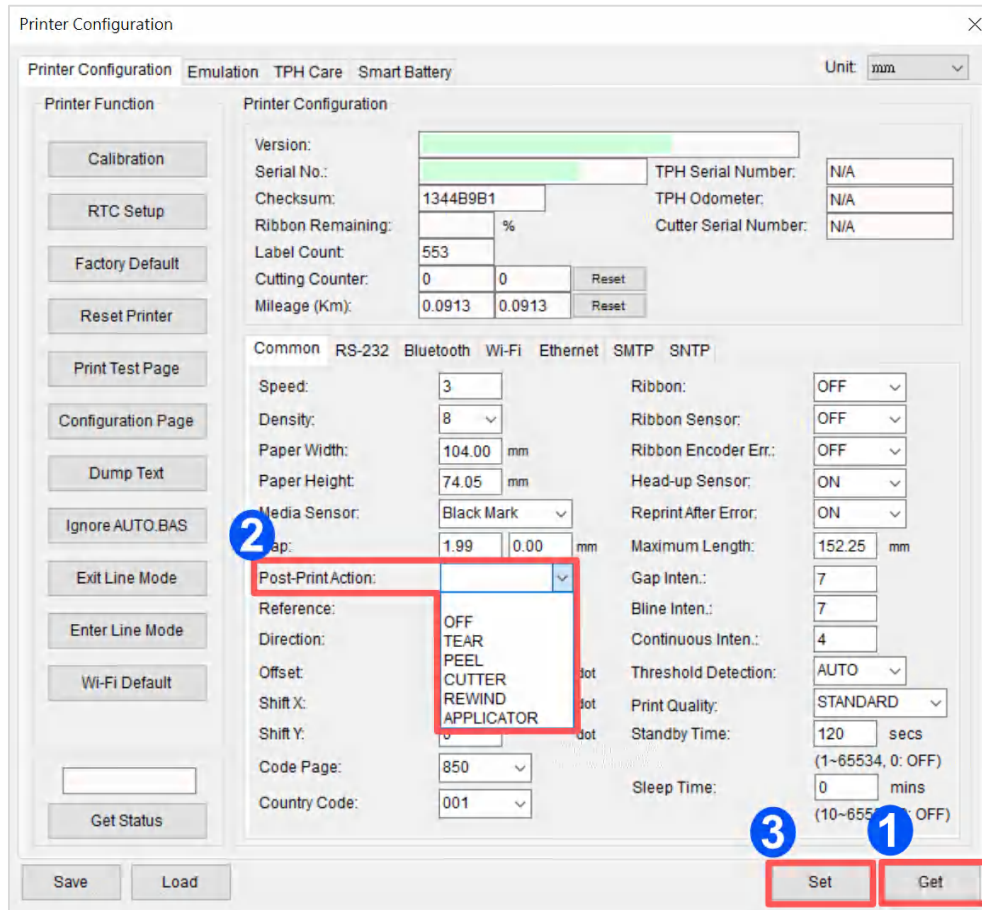 Printer Configuration
Printer Configuration Emulation TPH Care Smart Battery Unit: mm
Printer Function
Calibration
RTC Setup
Factory Default
Reset Printer
Print Test Page
Configuration Page
Dump Text
Ignore AUTO.BAS
Exit Line Mode
Enter Line Mode
Wi-Fi Default
Get Status
Printer Configuration
Version:
Serial No.: TPH Serial Number: N/A
Checksum: 1344B9B1 TPH Odometer: N/A
Ribbon Remaining: % Cutter Serial Number: N/A
Label Count: 553
Cutting Counter: 0 0 Reset
Mileage (Km): 0.0913 0.0913 Reset
Common RS-232 Bluetooth Wi-Fi Ethernet SMTP SNTP
Speed: 3 Ribbon: OFF
Density: 8 Ribbon Sensor: OFF
Paper Width: 104.00 mm Ribbon Encoder Err.: OFF
Paper Height: 74.05 mm Head-up Sensor: ON
Media Sensor: Black Mark Reprint After Error: ON
2 ap: 1.99 0.00 mm Maximum Length: 152.25 mm
Post-Print Action: Gap Inten.: 7
Reference: Bline Inten.: 7
OFF
Direction: TEAR Continuous Inten.: 4
PEEL
Offset: CUTTER dot Threshold Detection: AUTO
Shift X: REWIND dot Print Quality: STANDARD
APPLICATOR
Shift Y: dot Standby Time: 120 secs
(1~65534, 0: OFF)
Code Page: 850
Sleep Time: 0 mins
Country Code: 001
(10~655 0: OFF)
3 1
Save Load Set Get